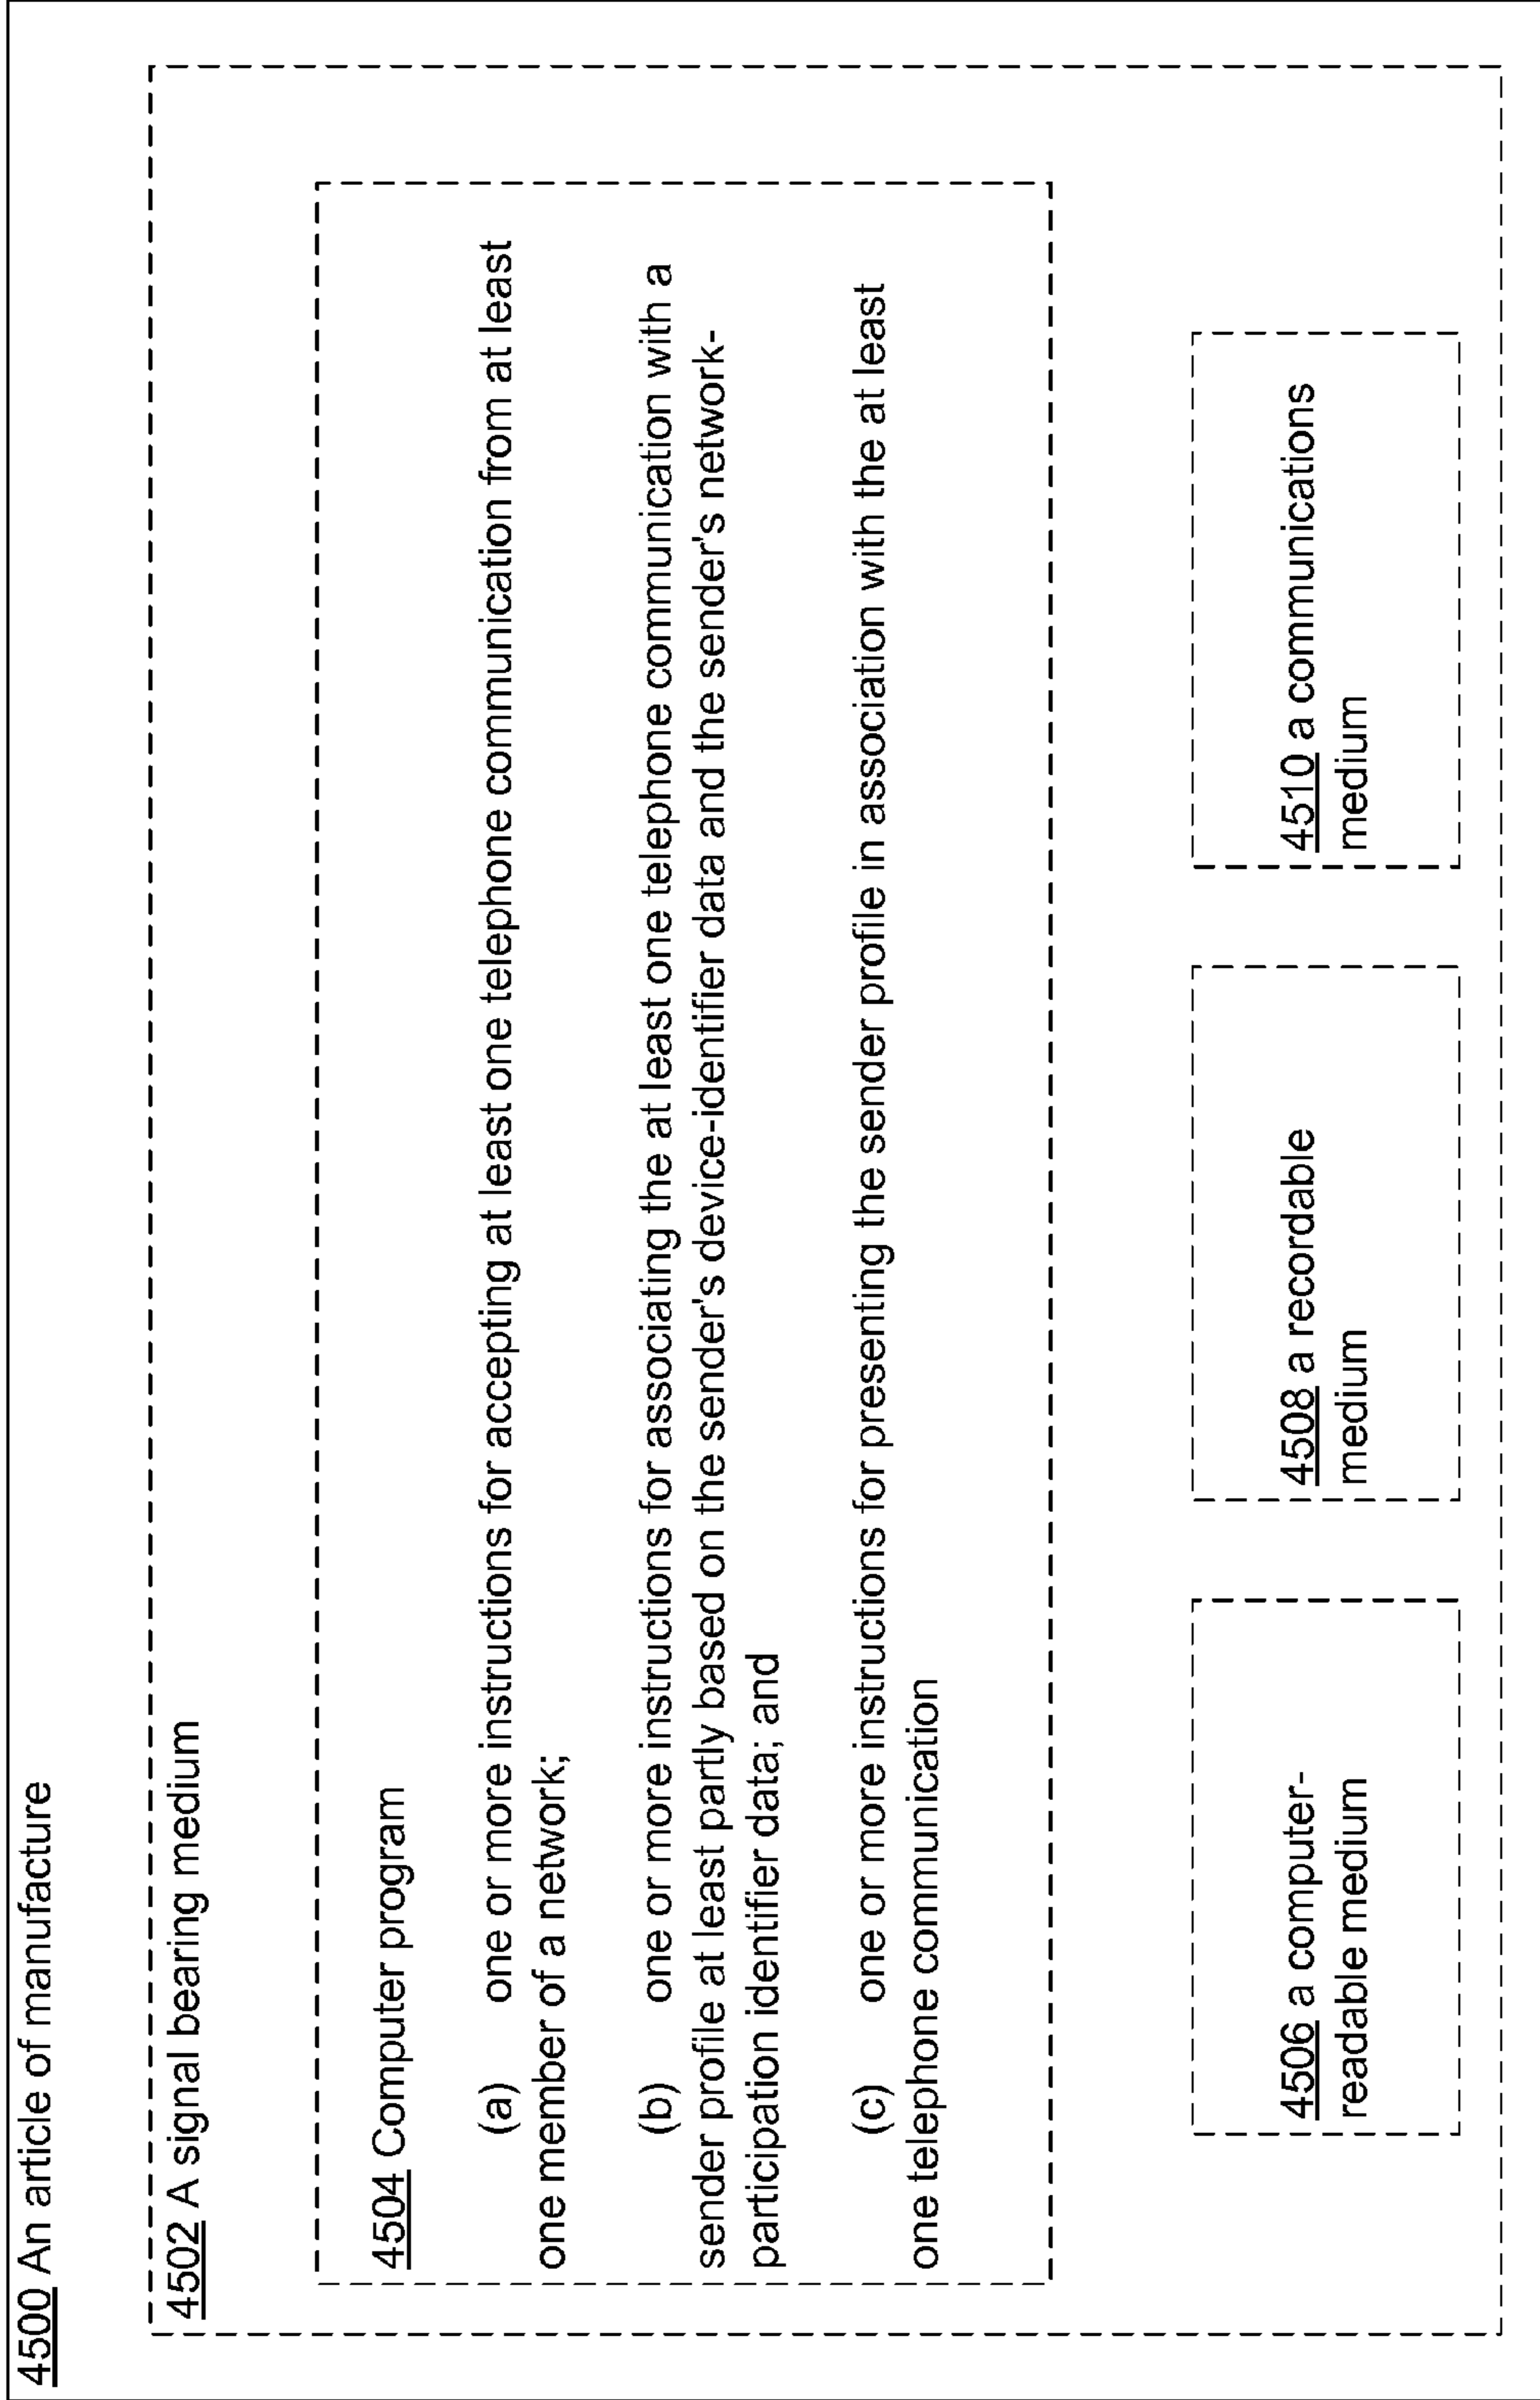 4500 An article of manufacture
4502 A signal bearing medium
4504 Computer program
(a) one or more instructions for accepting at least one telephone communication from at least
one member of a network;
(b) one or more instructions for associating the at least one telephone communication with a
sender profile at least partly based on the sender's device-identifier data and the sender's network-
participation identifier data; and
(c) one or more instructions for presenting the sender profile in association with the at least
one telephone communication
4506 a computer-
readable medium
4508 a recordable
medium
4510 a communications
medium